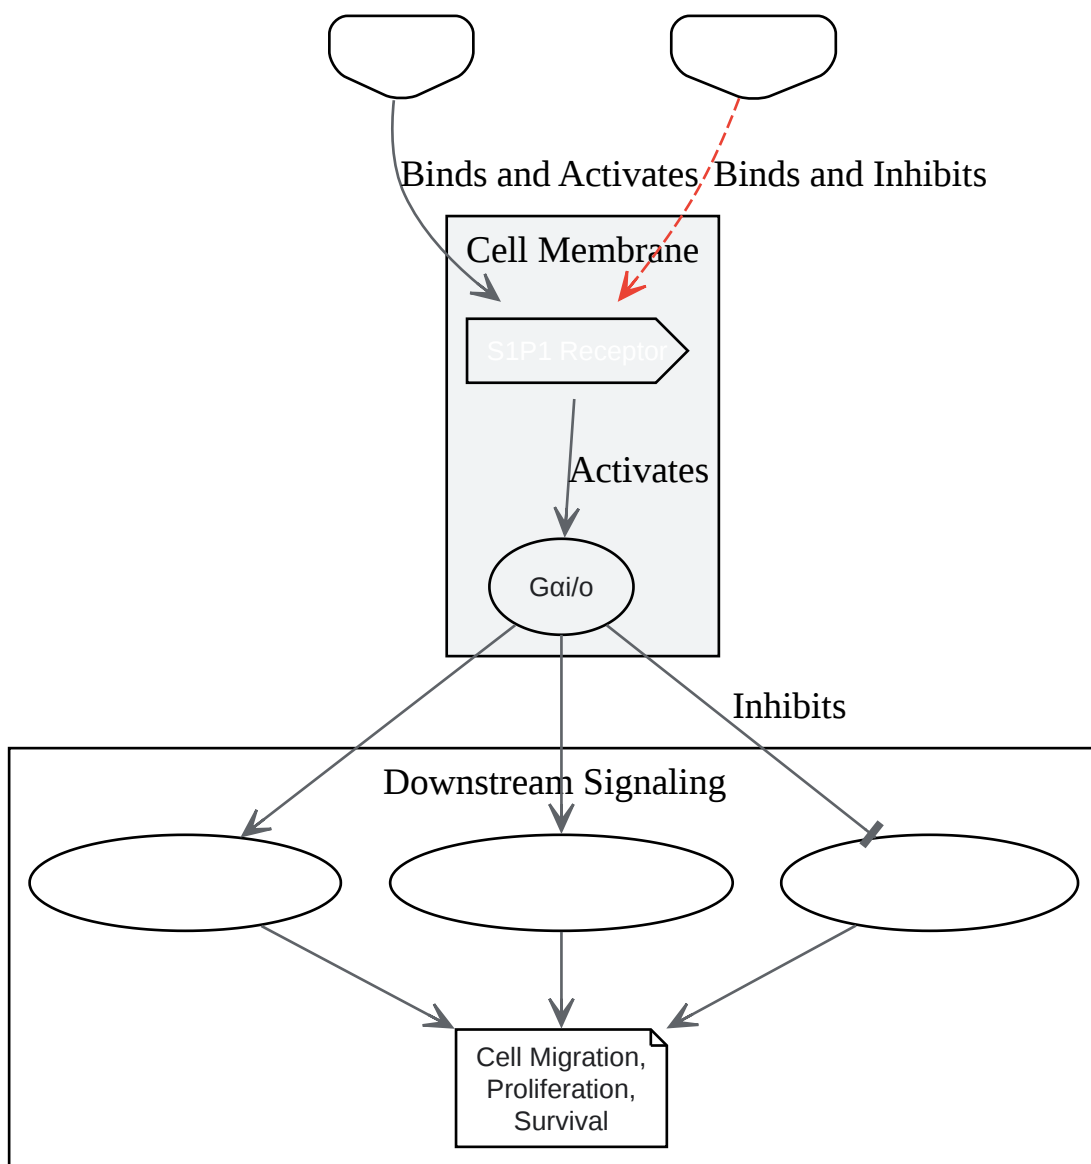 Binds and Activates
Binds and Inhibits
Cell Membrane
S1P1 Receptor
Activates
Gαi/o
Inhibits
Downstream Signaling
Cell Migration,
Proliferation,
Survival